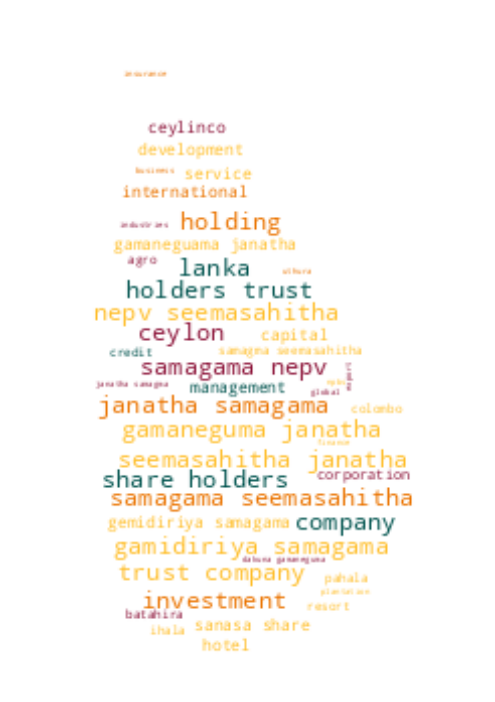 insurance
ceylinco
development
business service
international
industries holding
gamaneguama janatha
agro
lanka uthura
holders trust
nepv seemasahitha
ceylon capital
credit samagma seemasahitha
samagama nepv export
janatha samagma management
global
janatha samagama colombo
gamaneguma janatha
finance
seemasahitha janatha
share holders corporation
samagama seemasahitha
gemidiriya samagama company
gamidiriya samagama
dakuna gamaneguma
trust company pahala
plantation
investment resort
batahira
ihala sanasa share
hotel